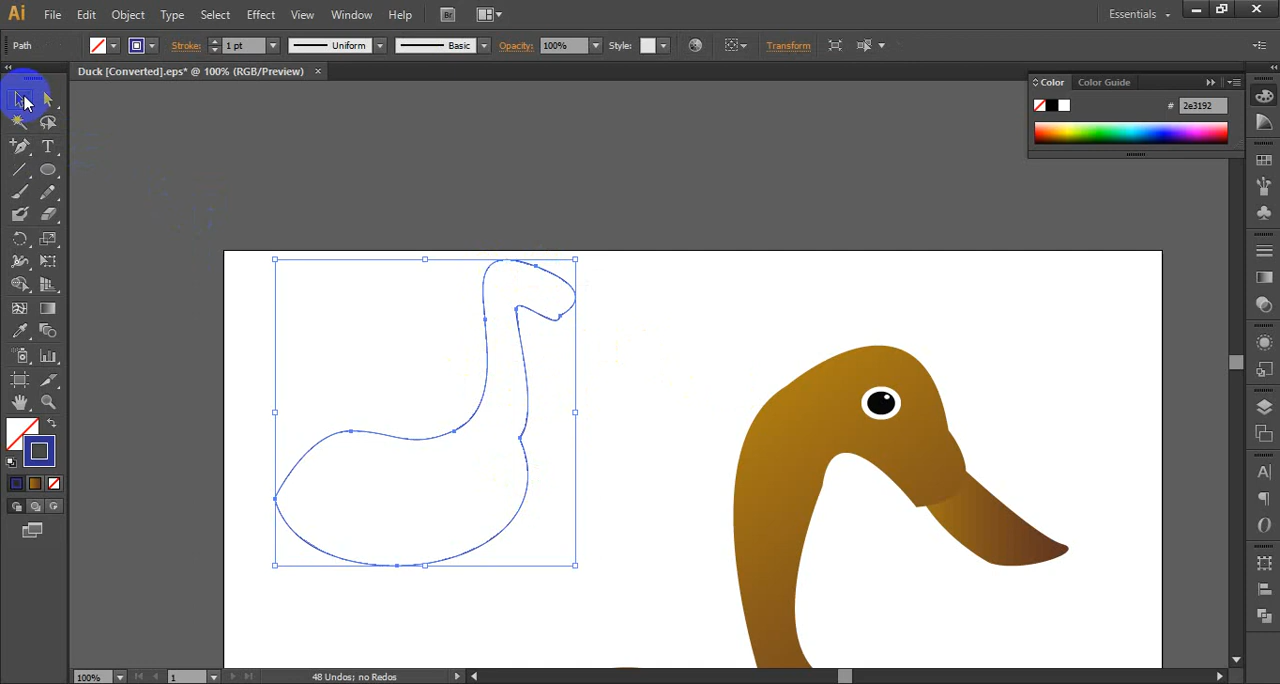 Ai File Edit Object Type Select Effect View Window Help Br Essentials
Path Stroke: 1 pt Uniform Basic Opacity: 100% Style: Transform
Duck [Converted].eps* @ 100% (RGB/Preview) ×
Color Color Guide
# 2e3192
T
A
100% 1 48 Undos; no Redos